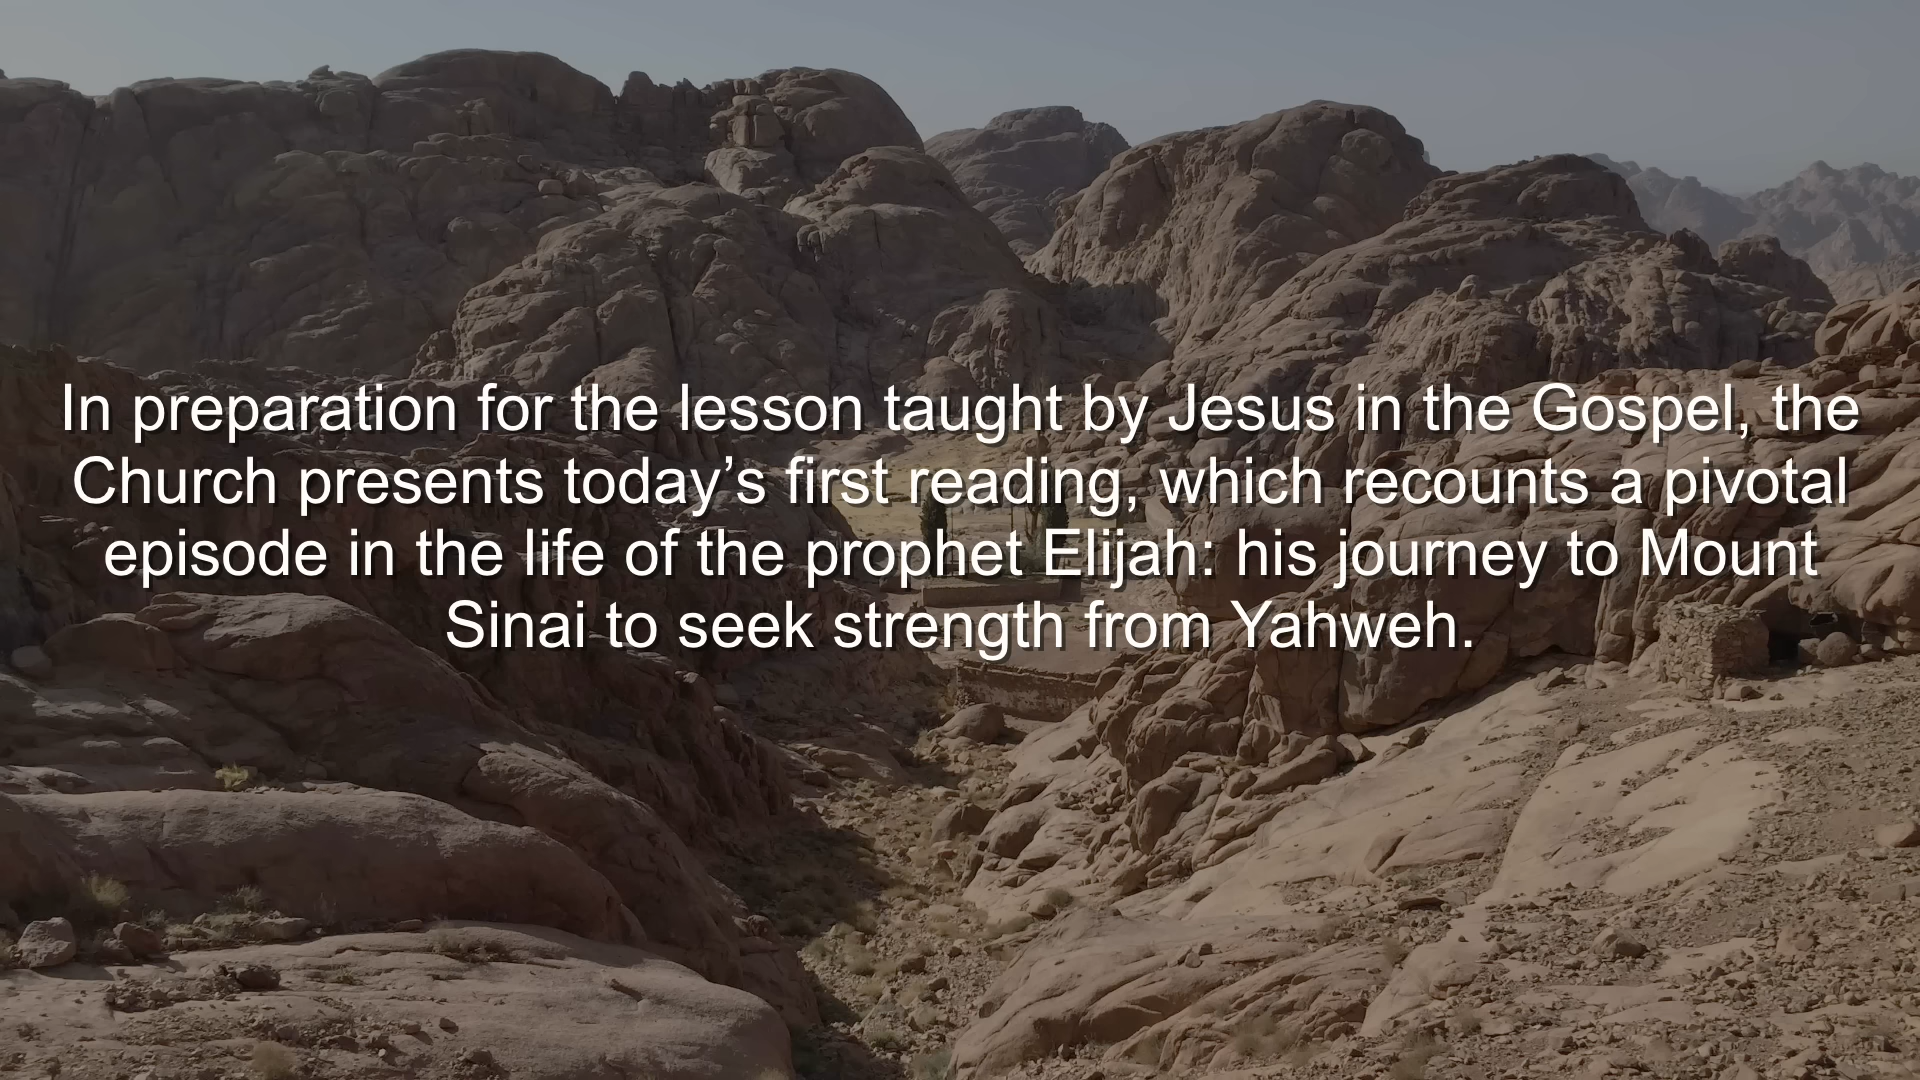 In preparation for the lesson taught by Jesus in the Gospel, the
Church presents today’s first reading, which recounts a pivotal
episode in the life of the prophet Elijah: his journey to Mount
Sinai to seek strength from Yahweh.